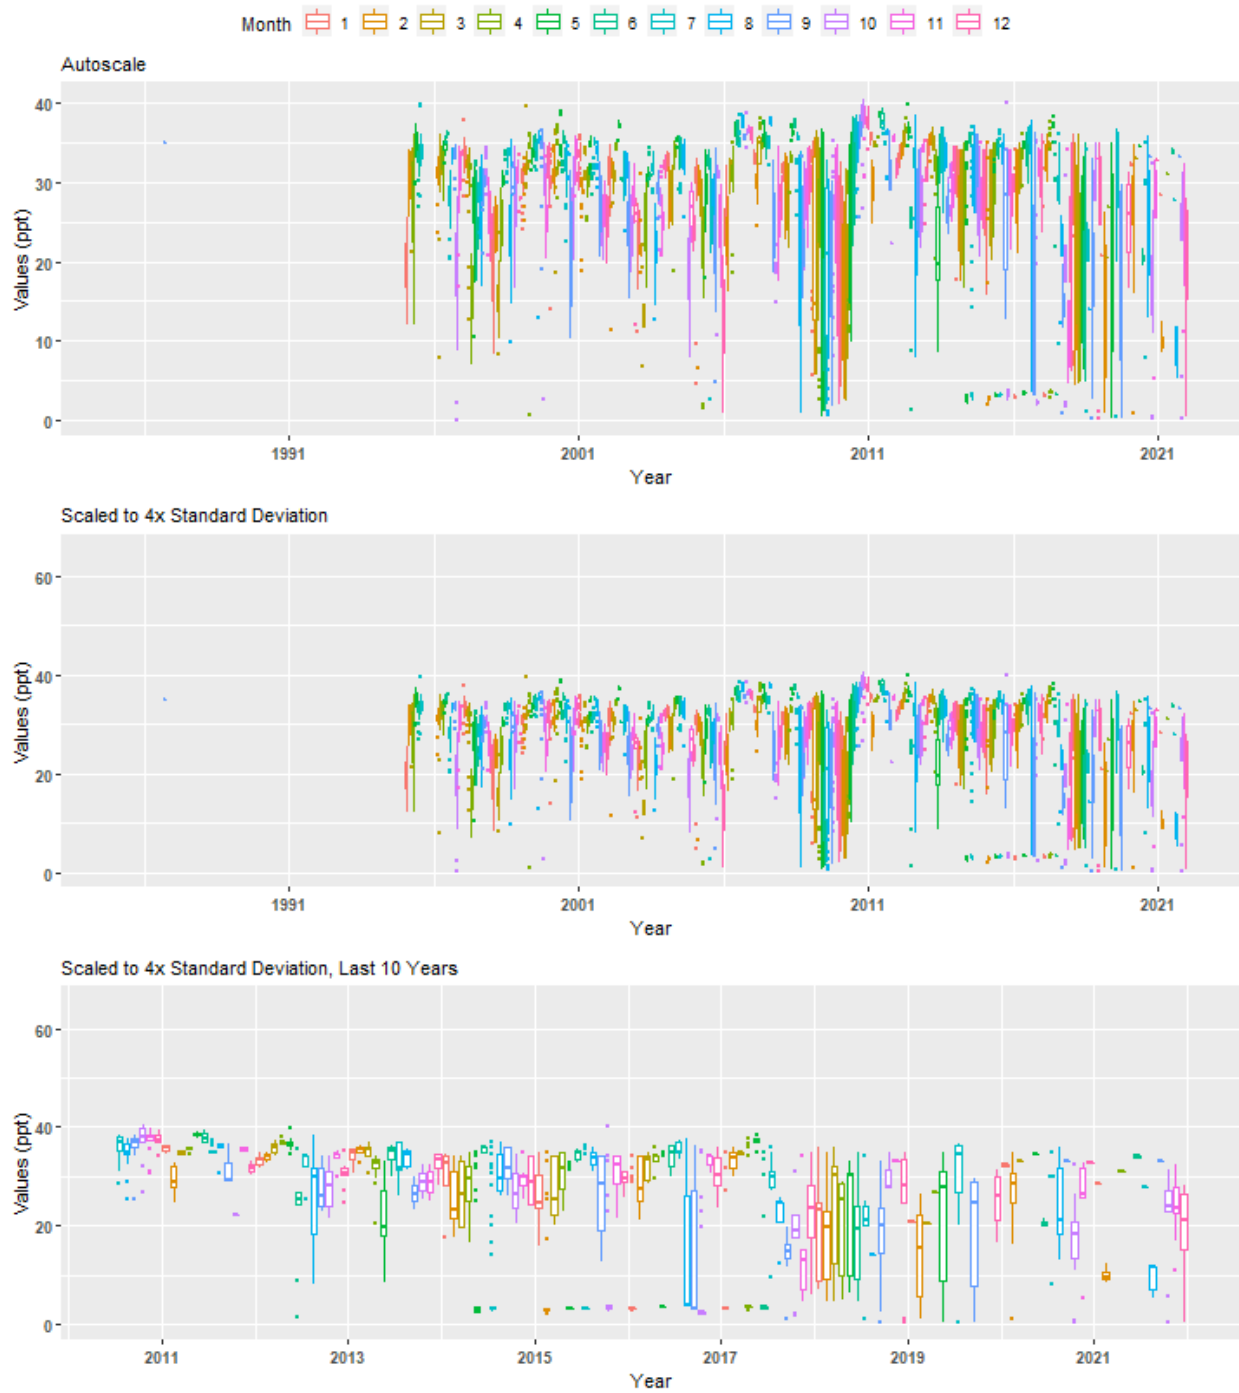 Month 1 2 3 4 5 6 7 8 9 10 11 12
Autoscale
40
30
20
10
0
Values (ppt)
1991 2001 2011 2021
Year
Scaled to 4x Standard Deviation
60
40
20
0
Values (ppt)
1991 2001 2011 2021
Year
Scaled to 4x Standard Deviation, Last 10 Years
60
40
20
0
Values (ppt)
2011 2013 2015 2017 2019 2021
Year